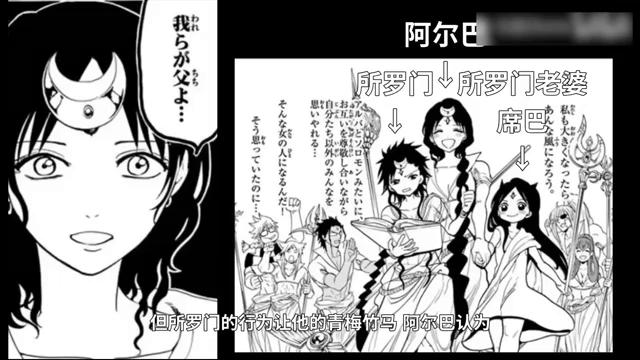 我らが父よ…
われ
ちち
阿尔巴
所罗门
所罗门老婆
席巴
私も大きくなったら
あんな風になろう。
アルバとソロモンみたいに、
お互いを尊敬し合いながら
自分たち以外のみんなを
思いやれる…
そんな女の人になるんだ!
そう思っていたのに…
但所罗门的行为让他的青梅竹马 阿尔巴认为